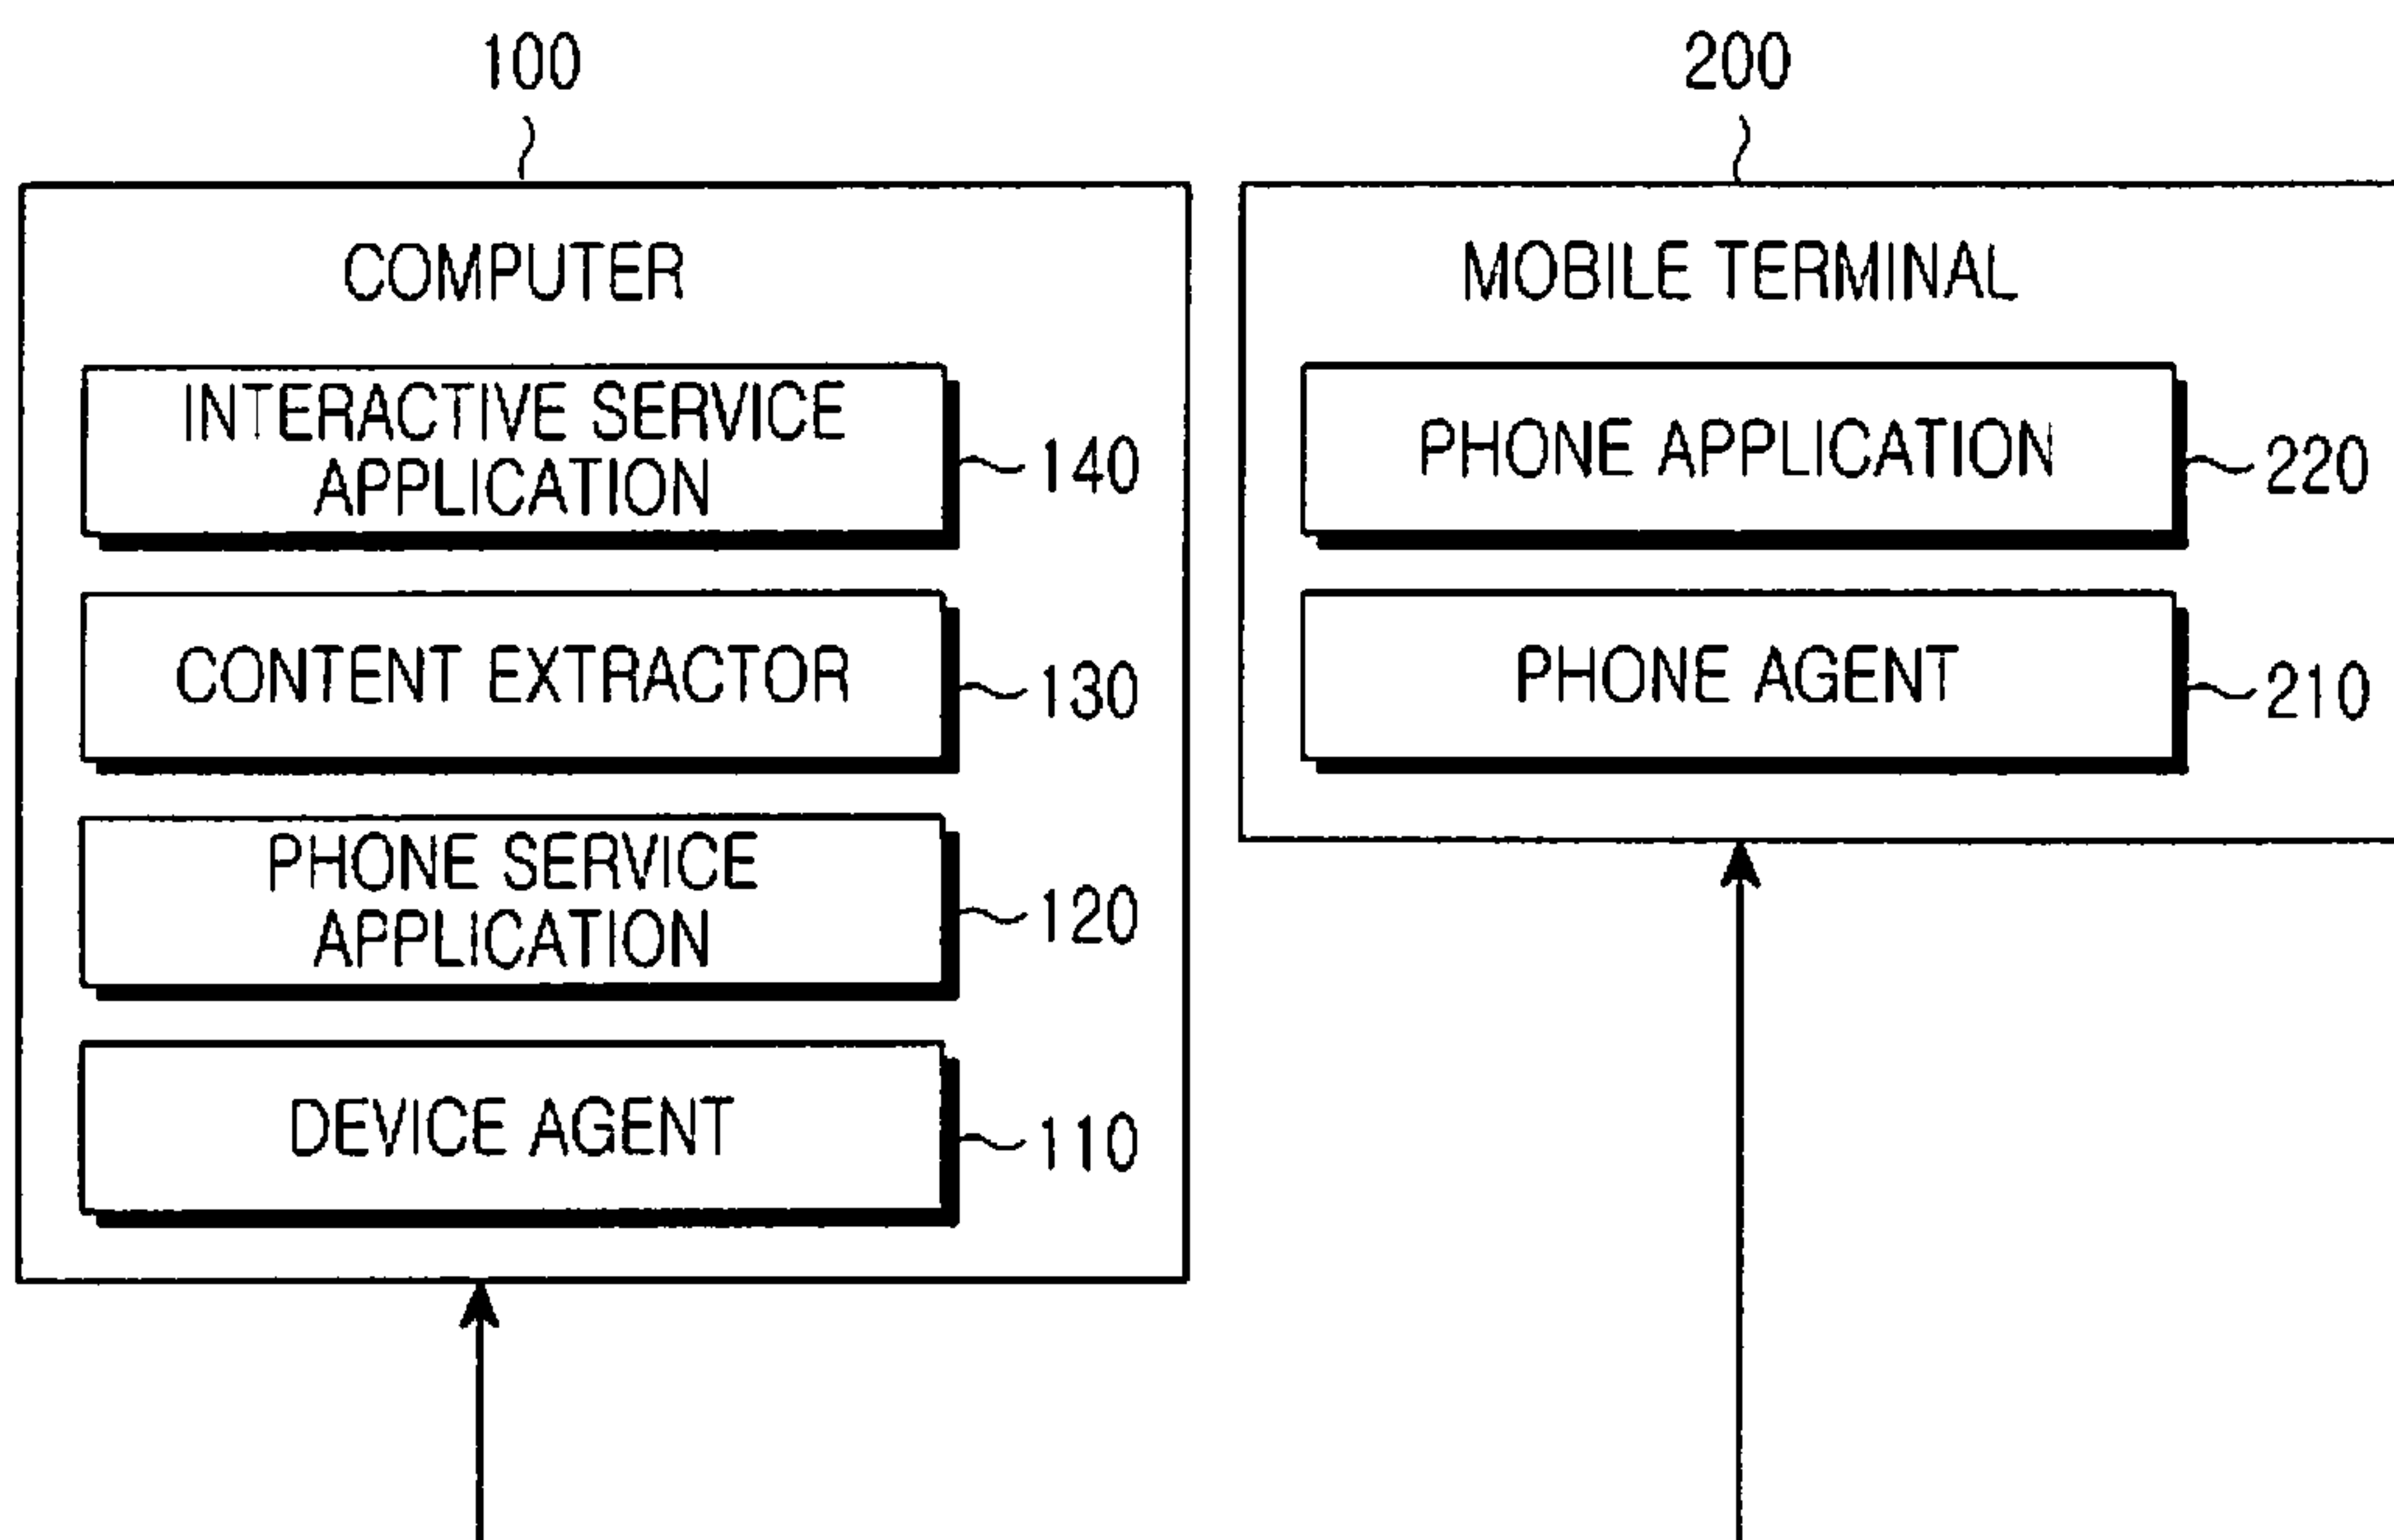 100
COMPUTER
INTERACTIVE SERVICE
APPLICATION
140
CONTENT EXTRACTOR
130
PHONE SERVICE
APPLICATION
120
DEVICE AGENT
110
200
MOBILE TERMINAL
PHONE APPLICATION
220
PHONE AGENT
210